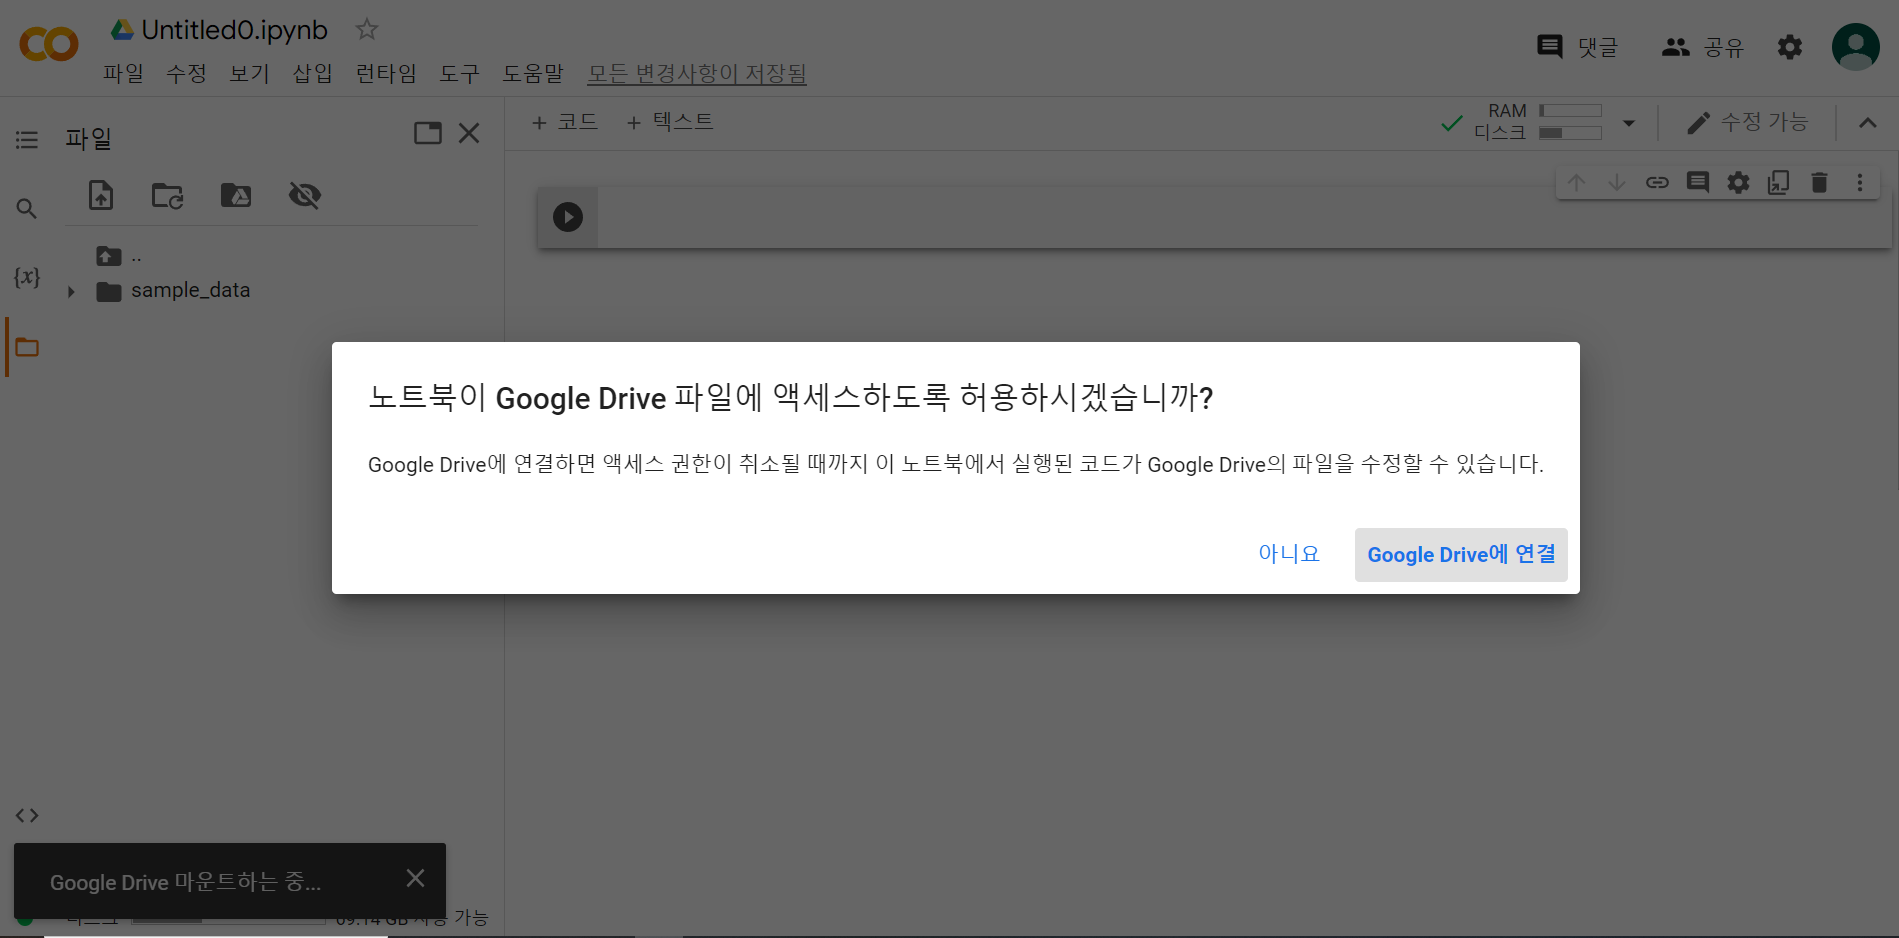 Untitled0.ipynb
파일 수정 보기 삽입 런타임 도구 도움말 모든 변경사항이 저장됨
댓글 공유
파일
+ 코드 + 텍스트
RAM
디스크
수정 가능
..
{x}
sample_data
노트북이 Google Drive 파일에 액세스하도록 허용하시겠습니까?
Google Drive에 연결하면 액세스 권한이 취소될 때까지 이 노트북에서 실행된 코드가 Google Drive의 파일을 수정할 수 있습니다.
아니요 Google Drive에 연결
Google Drive 마운트하는 중...
디스크 69.14 GB 사용 가능